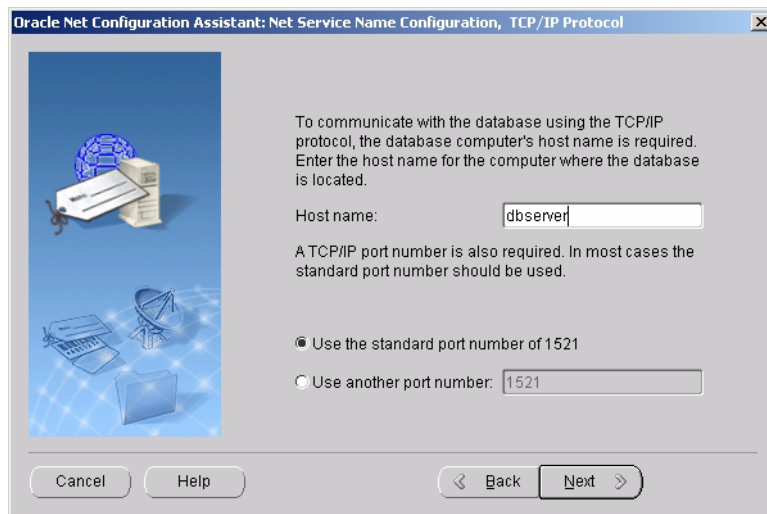 Oracle Net Configuration Assistant: Net Service Name Configuration, TCP/IP Protocol
To communicate with the database using the TCP/IP
protocol, the database computer's host name is required.
Enter the host name for the computer where the database
is located.
Host name: dbserver
A TCP/IP port number is also required. In most cases the
standard port number should be used.
Use the standard port number of 1521
Use another port number: 1521
Cancel Help Back Next